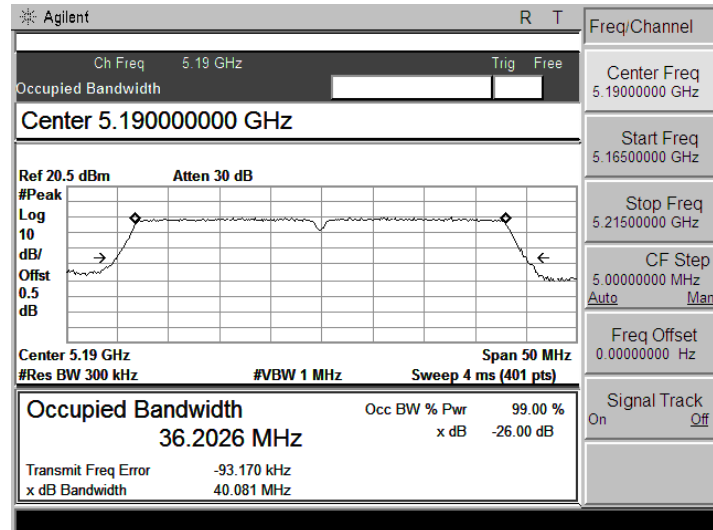 Agilent R T
Freq/Channel
Ch Freq 5.19 GHz Trig Free
Occupied Bandwidth
Center 5.190000000 GHz
Ref 20.5 dBm Atten 30 dB
#Peak
Log
10
dB/
Offst
0.5
dB
Center 5.19 GHz Span 50 MHz
#Res BW 300 kHz #VBW 1 MHz Sweep 4 ms (401 pts)
Occupied Bandwidth Occ BW % Pwr 99.00 %
36.2026 MHz x dB -26.00 dB
Transmit Freq Error -93.170 kHz
x dB Bandwidth 40.081 MHz
Center Freq
5.19000000 GHz
Start Freq
5.16500000 GHz
Stop Freq
5.21500000 GHz
CF Step
5.00000000 MHz
Auto Man
Freq Offset
0.00000000 Hz
Signal Track
On Off